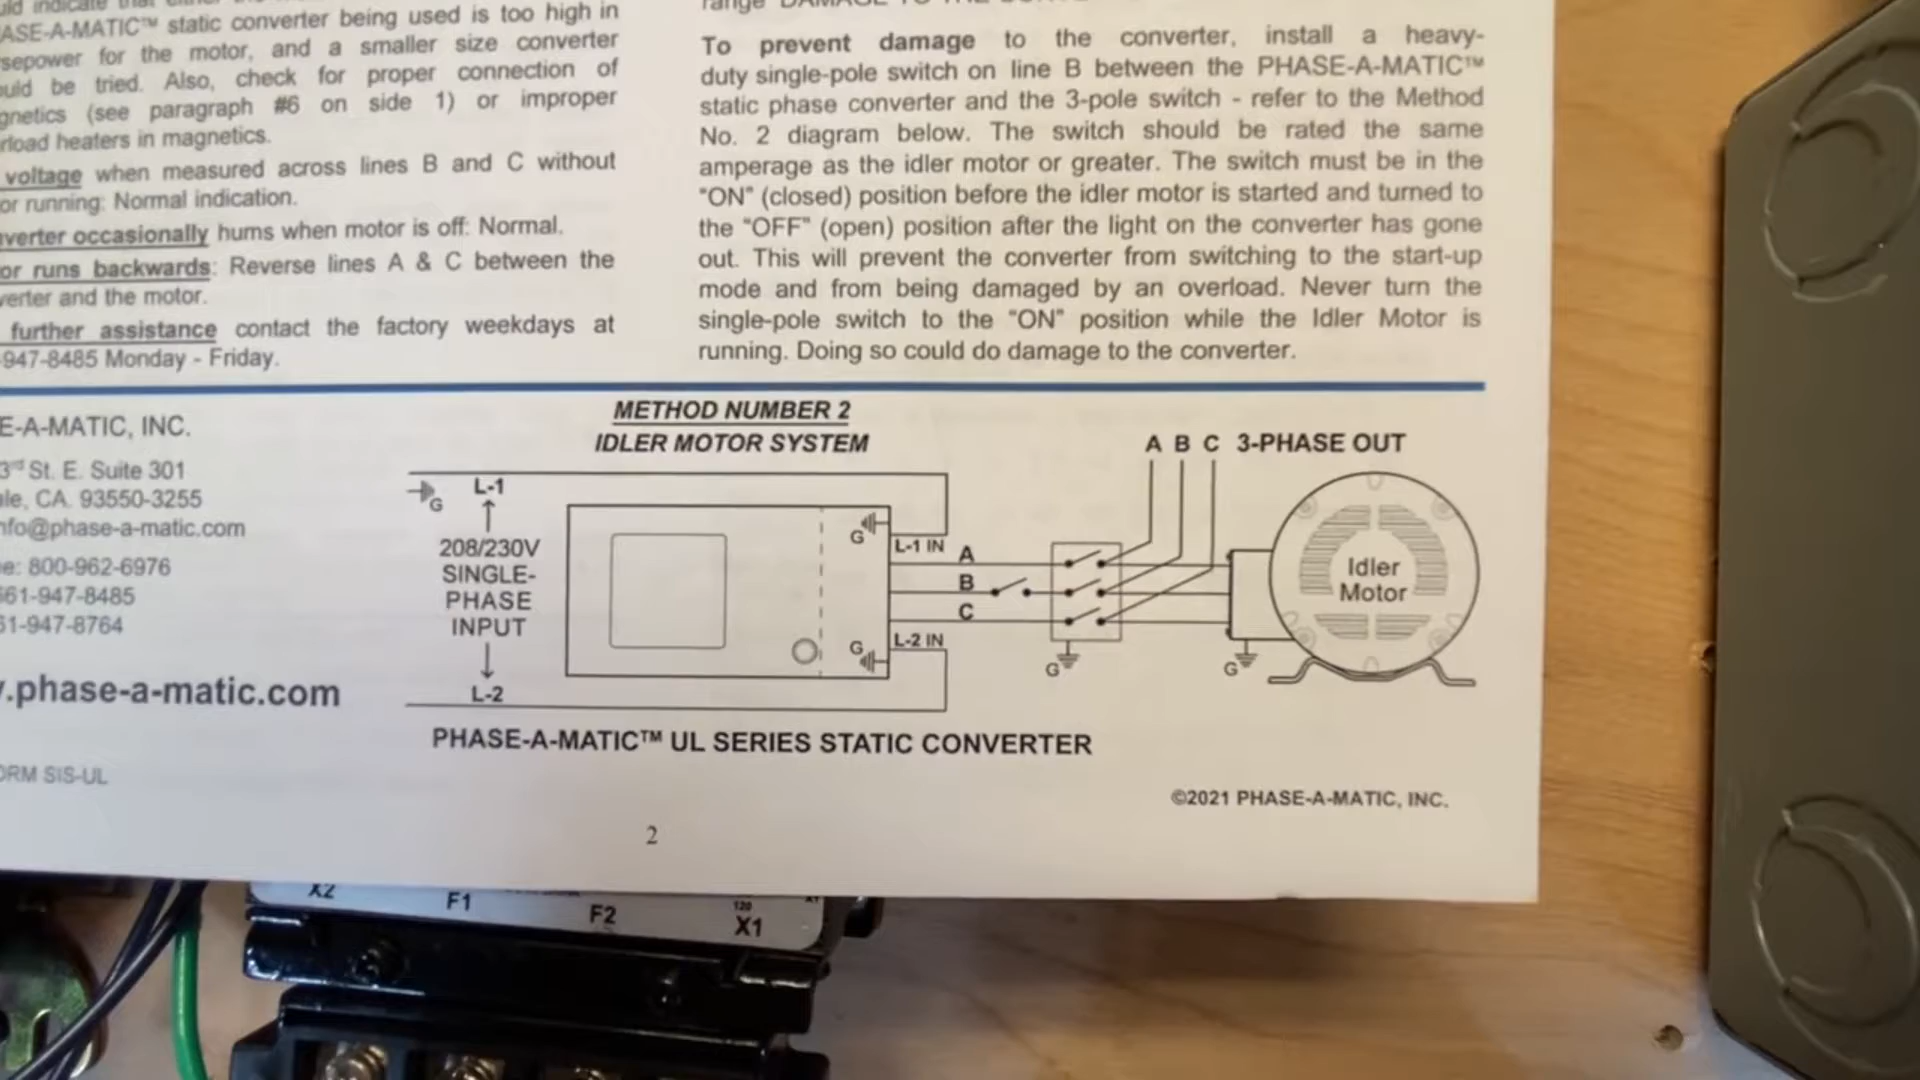 static converter being used is too high in
for the motor, and a smaller size converter
be tried. Also, check for proper connection of
(see paragraph #6 on side 1) or improper
heaters in magnetics.
voltage when measured across lines B and C without
or running: Normal indication.
occasionally hums when motor is off: Normal.
or runs backwards: Reverse lines A & C between the
and the motor.
further assistance contact the factory weekdays at
-947-8485 Monday - Friday.
To prevent damage to the converter, install a heavy-
duty single-pole switch on line B between the PHASE-A-MATIC™
static phase converter and the 3-pole switch - refer to the Method
No. 2 diagram below. The switch should be rated the same
amperage as the idler motor or greater. The switch must be in the
"ON" (closed) position before the idler motor is started and turned to
the "OFF" (open) position after the light on the converter has gone
out. This will prevent the converter from switching to the start-up
mode and from being damaged by an overload. Never turn the
single-pole switch to the "ON" position while the Idler Motor is
running. Doing so could do damage to the converter.
E-A-MATIC, INC.
3rd St. E. Suite 301
ale, CA. 93550-3255
nfo@phase-a-matic.com
e: 800-962-6976
661-947-8485
61-947-8764
.phase-a-matic.com
ORM SIS-UL
METHOD NUMBER 2
IDLER MOTOR SYSTEM
A B C 3-PHASE OUT
G
L-1
208/230V
SINGLE-
PHASE
INPUT
L-2
G
L-1 IN
A
B
C
G
L-2 IN
G
G
Idler
Motor
PHASE-A-MATIC™ UL SERIES STATIC CONVERTER
©2021 PHASE-A-MATIC, INC.
2
X2
F1
F2
120
X1